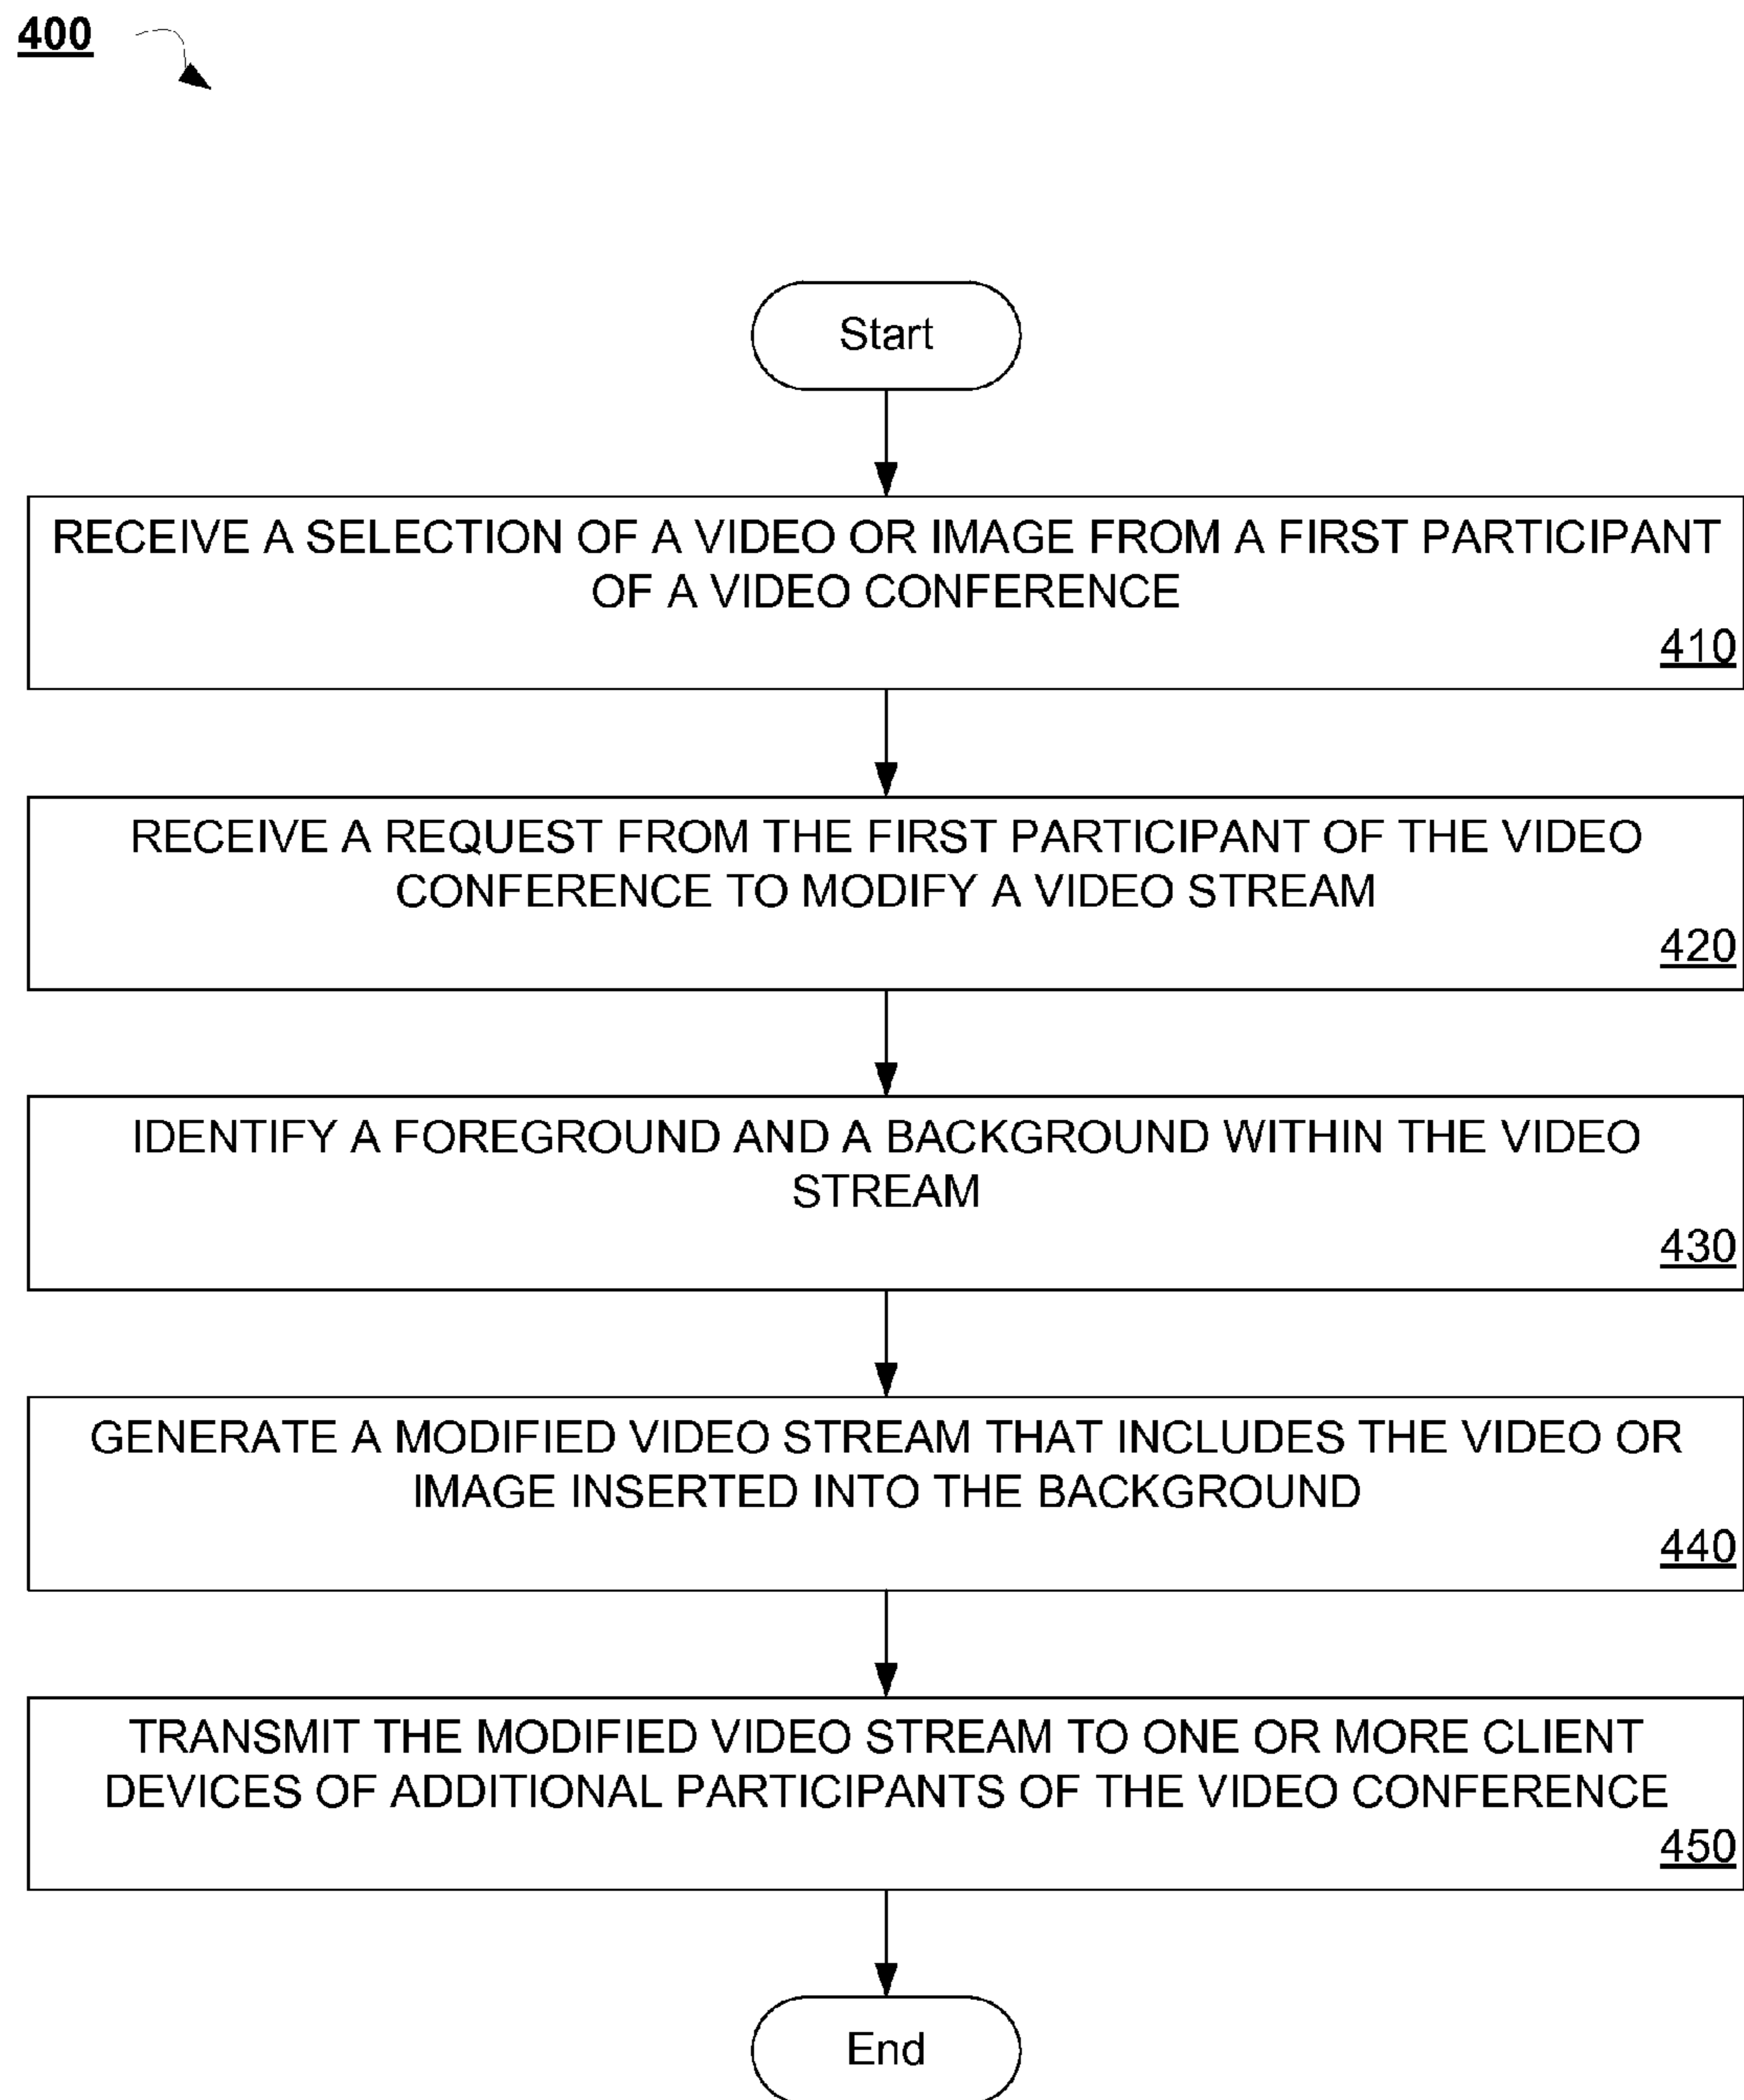 400
Start
RECEIVE A SELECTION OF A VIDEO OR IMAGE FROM A FIRST PARTICIPANT
OF A VIDEO CONFERENCE
410
RECEIVE A REQUEST FROM THE FIRST PARTICIPANT OF THE VIDEO
CONFERENCE TO MODIFY A VIDEO STREAM
420
IDENTIFY A FOREGROUND AND A BACKGROUND WITHIN THE VIDEO
STREAM
430
GENERATE A MODIFIED VIDEO STREAM THAT INCLUDES THE VIDEO OR
IMAGE INSERTED INTO THE BACKGROUND
440
TRANSMIT THE MODIFIED VIDEO STREAM TO ONE OR MORE CLIENT
DEVICES OF ADDITIONAL PARTICIPANTS OF THE VIDEO CONFERENCE
450
End